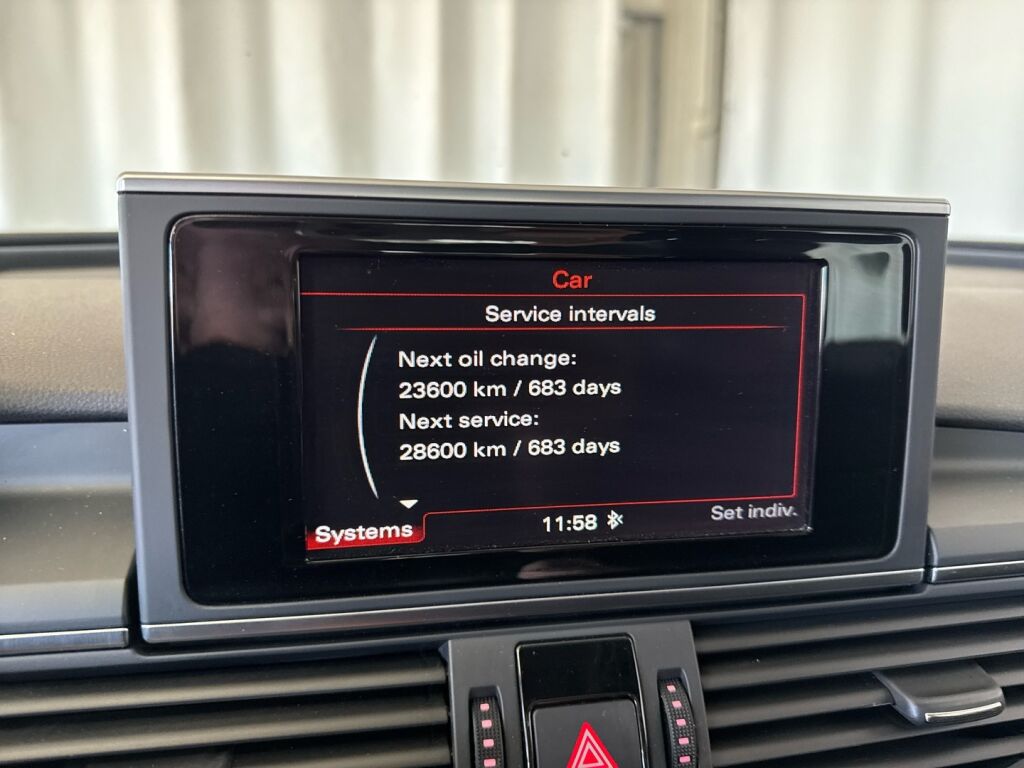 Car
Service intervals
Next oil change:
23600 km / 683 days
Next service:
28600 km / 683 days
Systems
11:58
Set indiv.